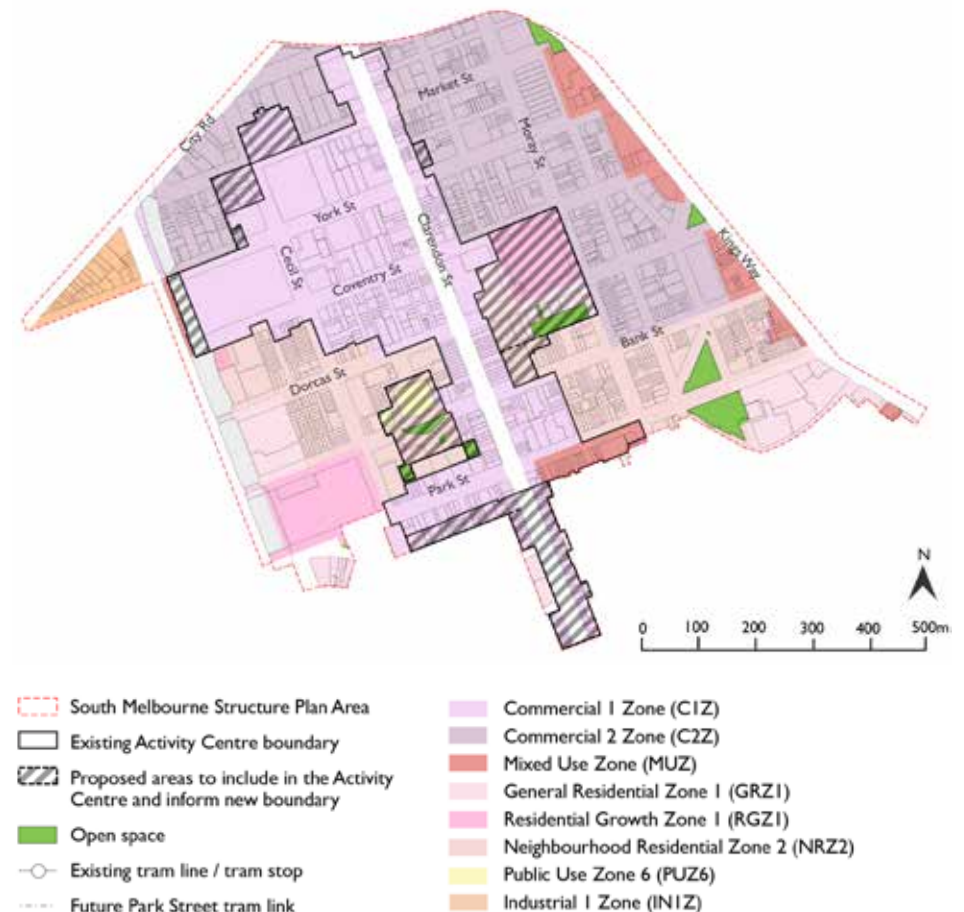 Market St
City Rd
Moray St
York St
Clarendon St
Cecil St
Kings Way
Coventry St
Bank St
Dorcas St
Park St
N
0 100 200 300 400 500m
South Melbourne Structure Plan Area
Existing Activity Centre boundary
Proposed areas to include in the Activity
Centre and inform new boundary
Open space
Existing tram line / tram stop
Future Park Street tram link
Commercial 1 Zone (C1Z)
Commercial 2 Zone (C2Z)
Mixed Use Zone (MUZ)
General Residential Zone 1 (GRZ1)
Residential Growth Zone 1 (RGZ1)
Neighbourhood Residential Zone 2 (NRZ2)
Public Use Zone 6 (PUZ6)
Industrial 1 Zone (IN1Z)